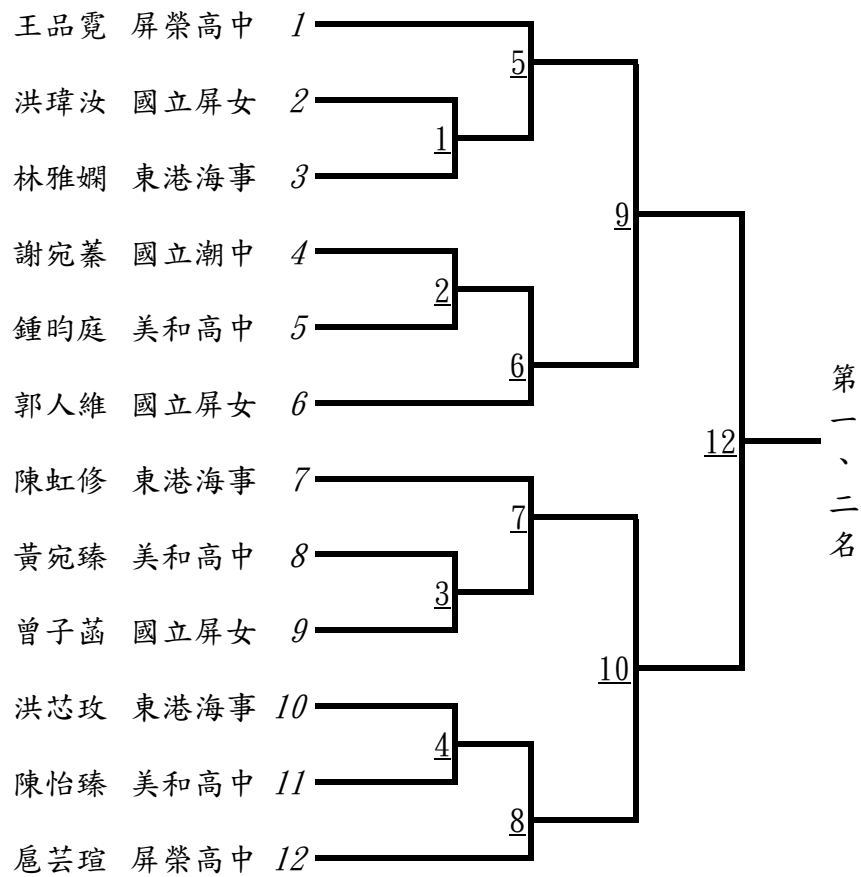 王品霓 屏榮高中 1
5
洪瑋汝 國立屏女 2
1
林雅嫻 東港海事 3
9
謝宛蓁 國立潮中 4
2
鍾昀庭 美和高中 5
6
郭人維 國立屏女 6
第一、二名
12
陳虹修 東港海事 7
7
黃宛臻 美和高中 8
3
曾子菡 國立屏女 9
10
洪芯玫 東港海事 10
4
陳怡臻 美和高中 11
8
扈芸瑄 屏榮高中 12